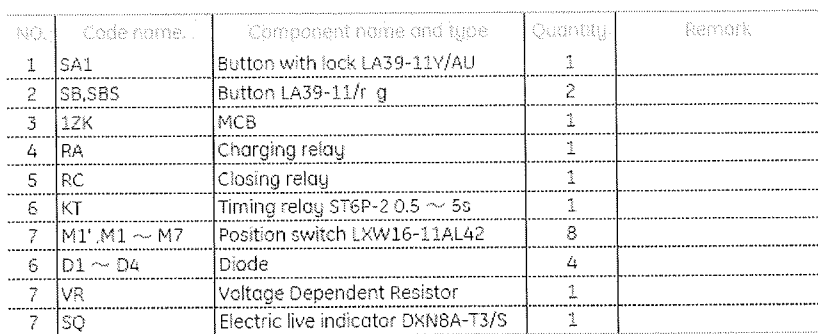 NO. Code name. Component name and type Quantity. Remark
1 SA1 Button with lock LA39-11Y/AU 1
2 SB,SBS Button LA39-11/r g 2
3 1ZK MCB 1
4 RA Charging relay 1
5 RC Closing relay 1
6 KT Timing relay ST6P-2 0.5 ~ 5s 1
7 M1',M1 ~ M7 Position switch LXW16-11AL42 8
6 D1 ~ D4 Diode 4
7 VR Voltage Dependent Resistor 1
7 SQ Electric live indicator DXN8A-T3/S 1